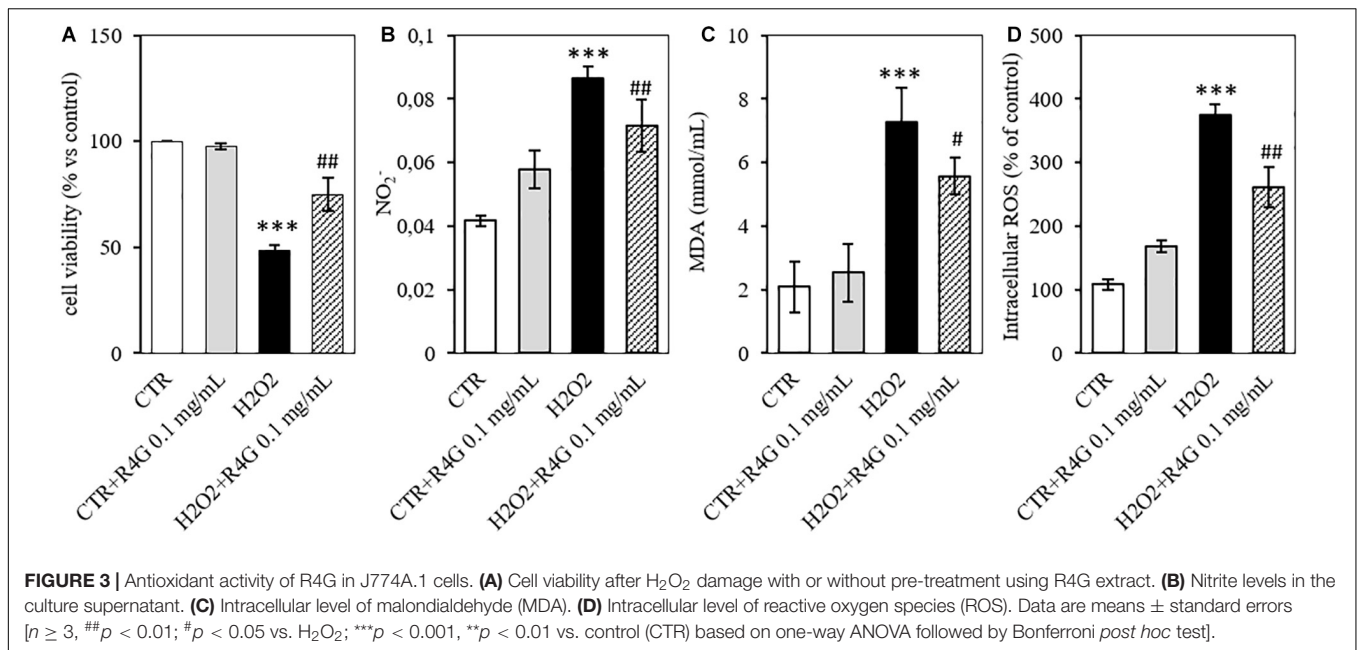 A
150
100
50
0
cell viability (% vs control)
***
##
CTR
CTR+R4G 0.1 mg/mL
H2O2
H2O2+R4G 0.1 mg/mL
B
0,1
0,08
0,06
0,04
0,02
0
NO₂⁻
***
##
CTR
CTR+R4G 0.1 mg/mL
H2O2
H2O2+R4G 0.1 mg/mL
C
10
8
6
4
2
0
MDA (nmol/mL)
***
#
CTR
CTR+R4G 0.1 mg/mL
H2O2
H2O2+R4G 0.1 mg/mL
D
500
400
300
200
100
0
Intracellular ROS (% of control)
***
##
CTR
CTR+R4G 0.1 mg/mL
H2O2
H2O2+R4G 0.1 mg/mL
FIGURE 3 | Antioxidant activity of R4G in J774A.1 cells. (A) Cell viability after H₂O₂ damage with or without pre-treatment using R4G extract. (B) Nitrite levels in the
culture supernatant. (C) Intracellular level of malondialdehyde (MDA). (D) Intracellular level of reactive oxygen species (ROS). Data are means ± standard errors
[n ≥ 3, ##p < 0.01; #p < 0.05 vs. H₂O₂; ***p < 0.001, **p < 0.01 vs. control (CTR) based on one-way ANOVA followed by Bonferroni post hoc test].